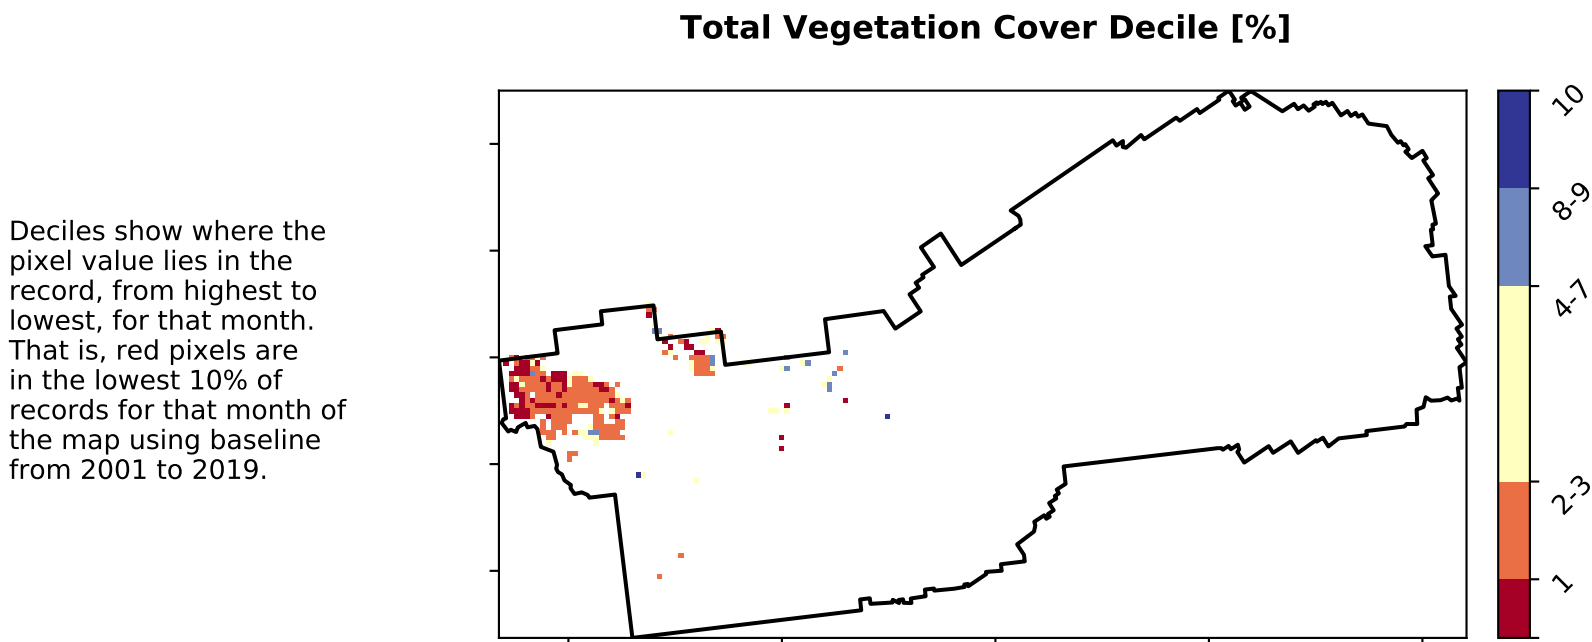 Total Vegetation Cover Decile [%]
Deciles show where the
pixel value lies in the
record, from highest to
lowest, for that month.
That is, red pixels are
in the lowest 10% of
records for that month of
the map using baseline
from 2001 to 2019.
10
8-9
4-7
2-3
1